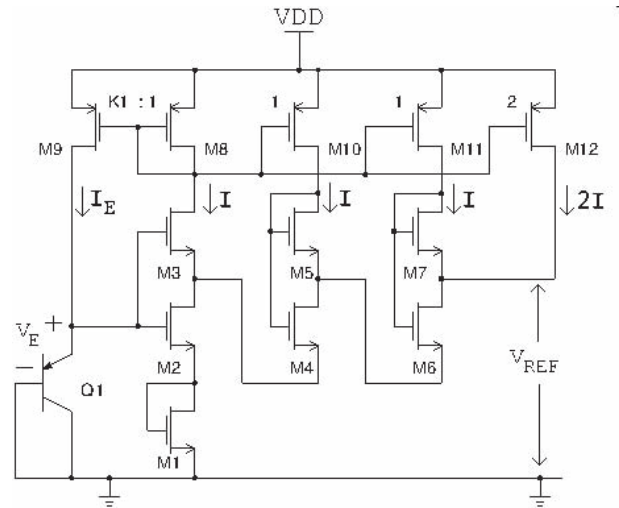 VDD
K1 : 1
1
1
2
M9
M8
M10
M11
M12
I_E
I
I
I
2I
M3
M5
M7
V_E
+
−
M2
M4
M6
V_REF
Q1
M1